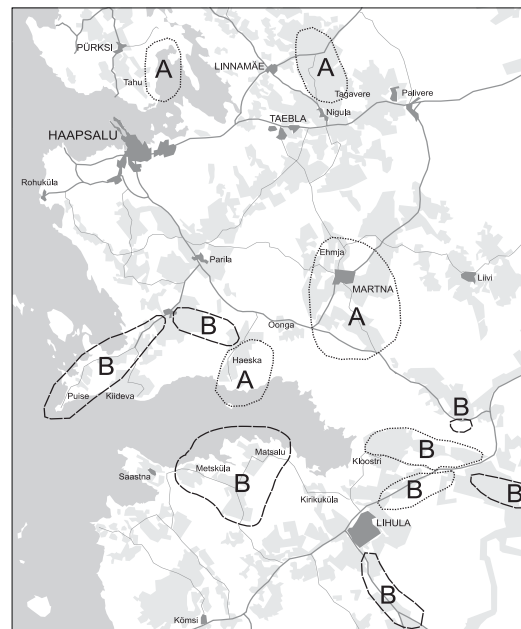 PÜRKSI
Tahu
A
LINNAMÄE
A
Tagavere
Palivere
Nigula
TAEBLA
HAAPSALU
Rohuküla
Parila
Ehmja
MARTNA
Liivi
A
Oonga
B
B
Haeska
A
Puise
Kiideva
B
Matsalu
Metsküla
B
Saastna
Kloostri
B
B
B
Kirikuküla
LIHULA
B
Kõmsi